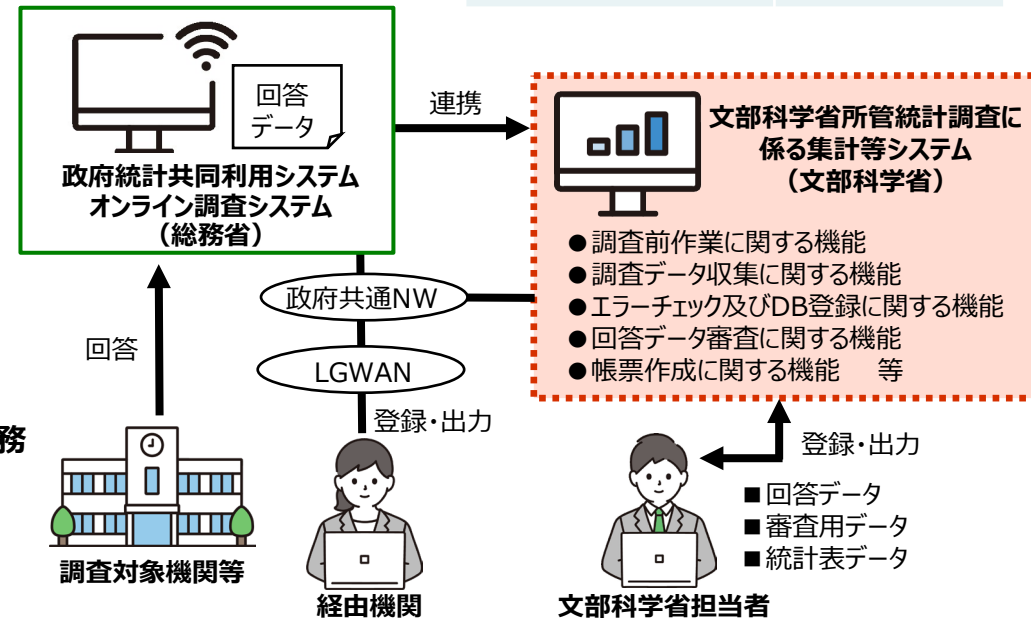 回答
データ
政府統計共同利用システム
オンライン調査システム
（総務省）
連携
文部科学省所管統計調査に
係る集計等システム
（文部科学省）
●調査前作業に関する機能
●調査データ収集に関する機能
●エラーチェック及びDB登録に関する機能
●回答データ審査に関する機能
●帳票作成に関する機能　等
政府共通NW
LGWAN
回答
登録・出力
務
調査対象機関等
経由機関
登録・出力
■回答データ
■審査用データ
■統計表データ
文部科学省担当者